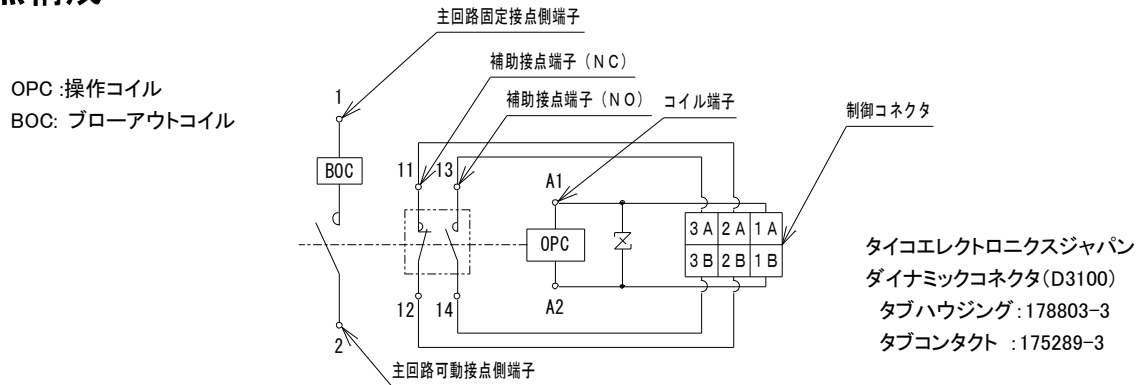 主回路固定接点側端子
補助接点端子(NC)
OPC :操作コイル
補助接点端子(NO)
コイル端子
制御コネクタ
BOC: ブローアウトコイル
1
BOC
11
13
A1
3A 2A 1A
OPC
3B 2B 1B
タイコエレクトロニクスジャパン
ダイナミックコネクタ(D3100)
タブハウジング:178803-3
タブコンタクト :175289-3
12
14
A2
2
主回路可動接点側端子